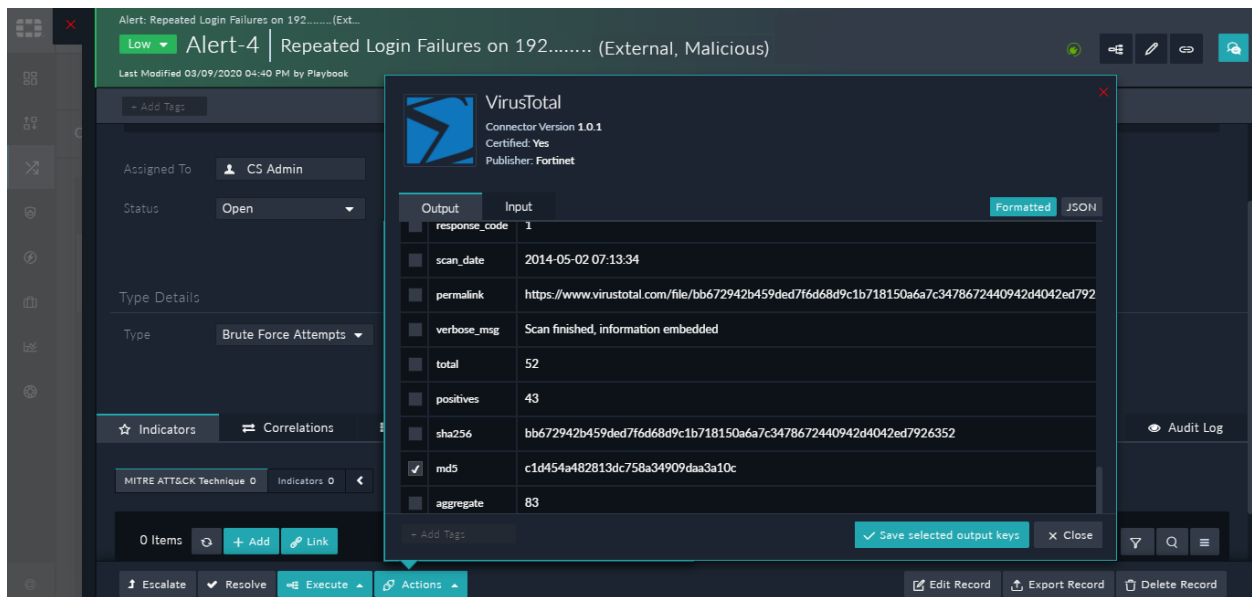 Alert: Repeated Login Failures on 192........(Ext...
Low Alert-4 Repeated Login Failures on 192........ (External, Malicious)
Last Modified 03/09/2020 04:40 PM by Playbook
+ Add Tags
Assigned To CS Admin
Status Open
Type Details
Type Brute Force Attempts
VirusTotal
Connector Version 1.0.1
Certified: Yes
Publisher: Fortinet
Output Input Formatted JSON
response_code 1
scan_date 2014-05-02 07:13:34
permalink https://www.virustotal.com/file/bb672942b459ded7f6d68d9c1b718150a6a7c3478672440942d4042ed792
verbose_msg Scan finished, information embedded
total 52
positives 43
sha256 bb672942b459ded7f6d68d9c1b718150a6a7c3478672440942d4042ed7926352
md5 c1d454a482813dc758a34909daa3a10c
aggregate 83
+ Add Tags Save selected output keys X Close
Indicators Correlations Audit Log
MITRE ATT&CK Technique 0 Indicators 0
0 Items + Add Link
Escalate Resolve Execute Actions Edit Record Export Record Delete Record